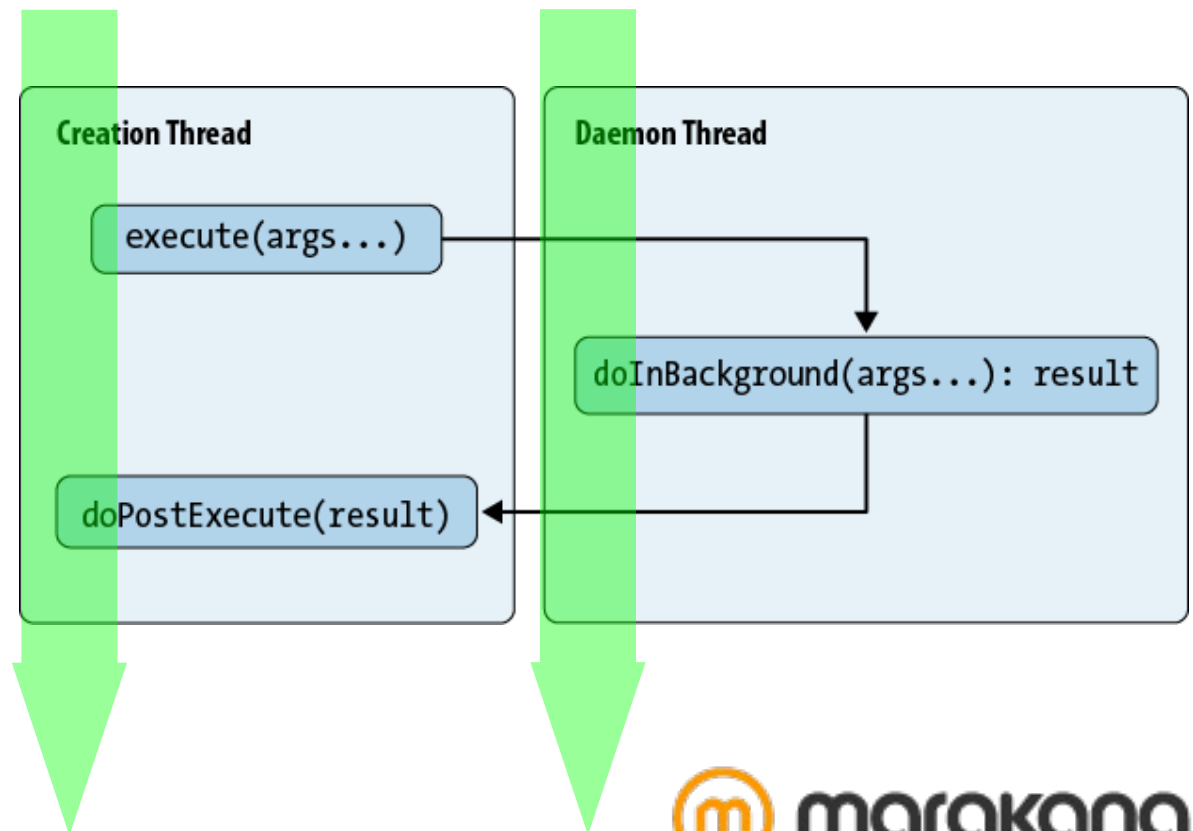 Creation Thread
Daemon Thread
execute(args...)
doInBackground(args...): result
doPostExecute(result)
m marakana